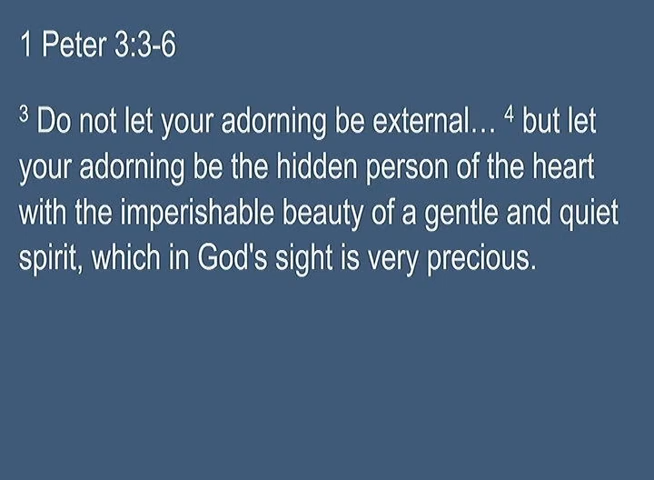 1 Peter 3:3-6
³ Do not let your adorning be external... ⁴ but let
your adorning be the hidden person of the heart
with the imperishable beauty of a gentle and quiet
spirit, which in God's sight is very precious.